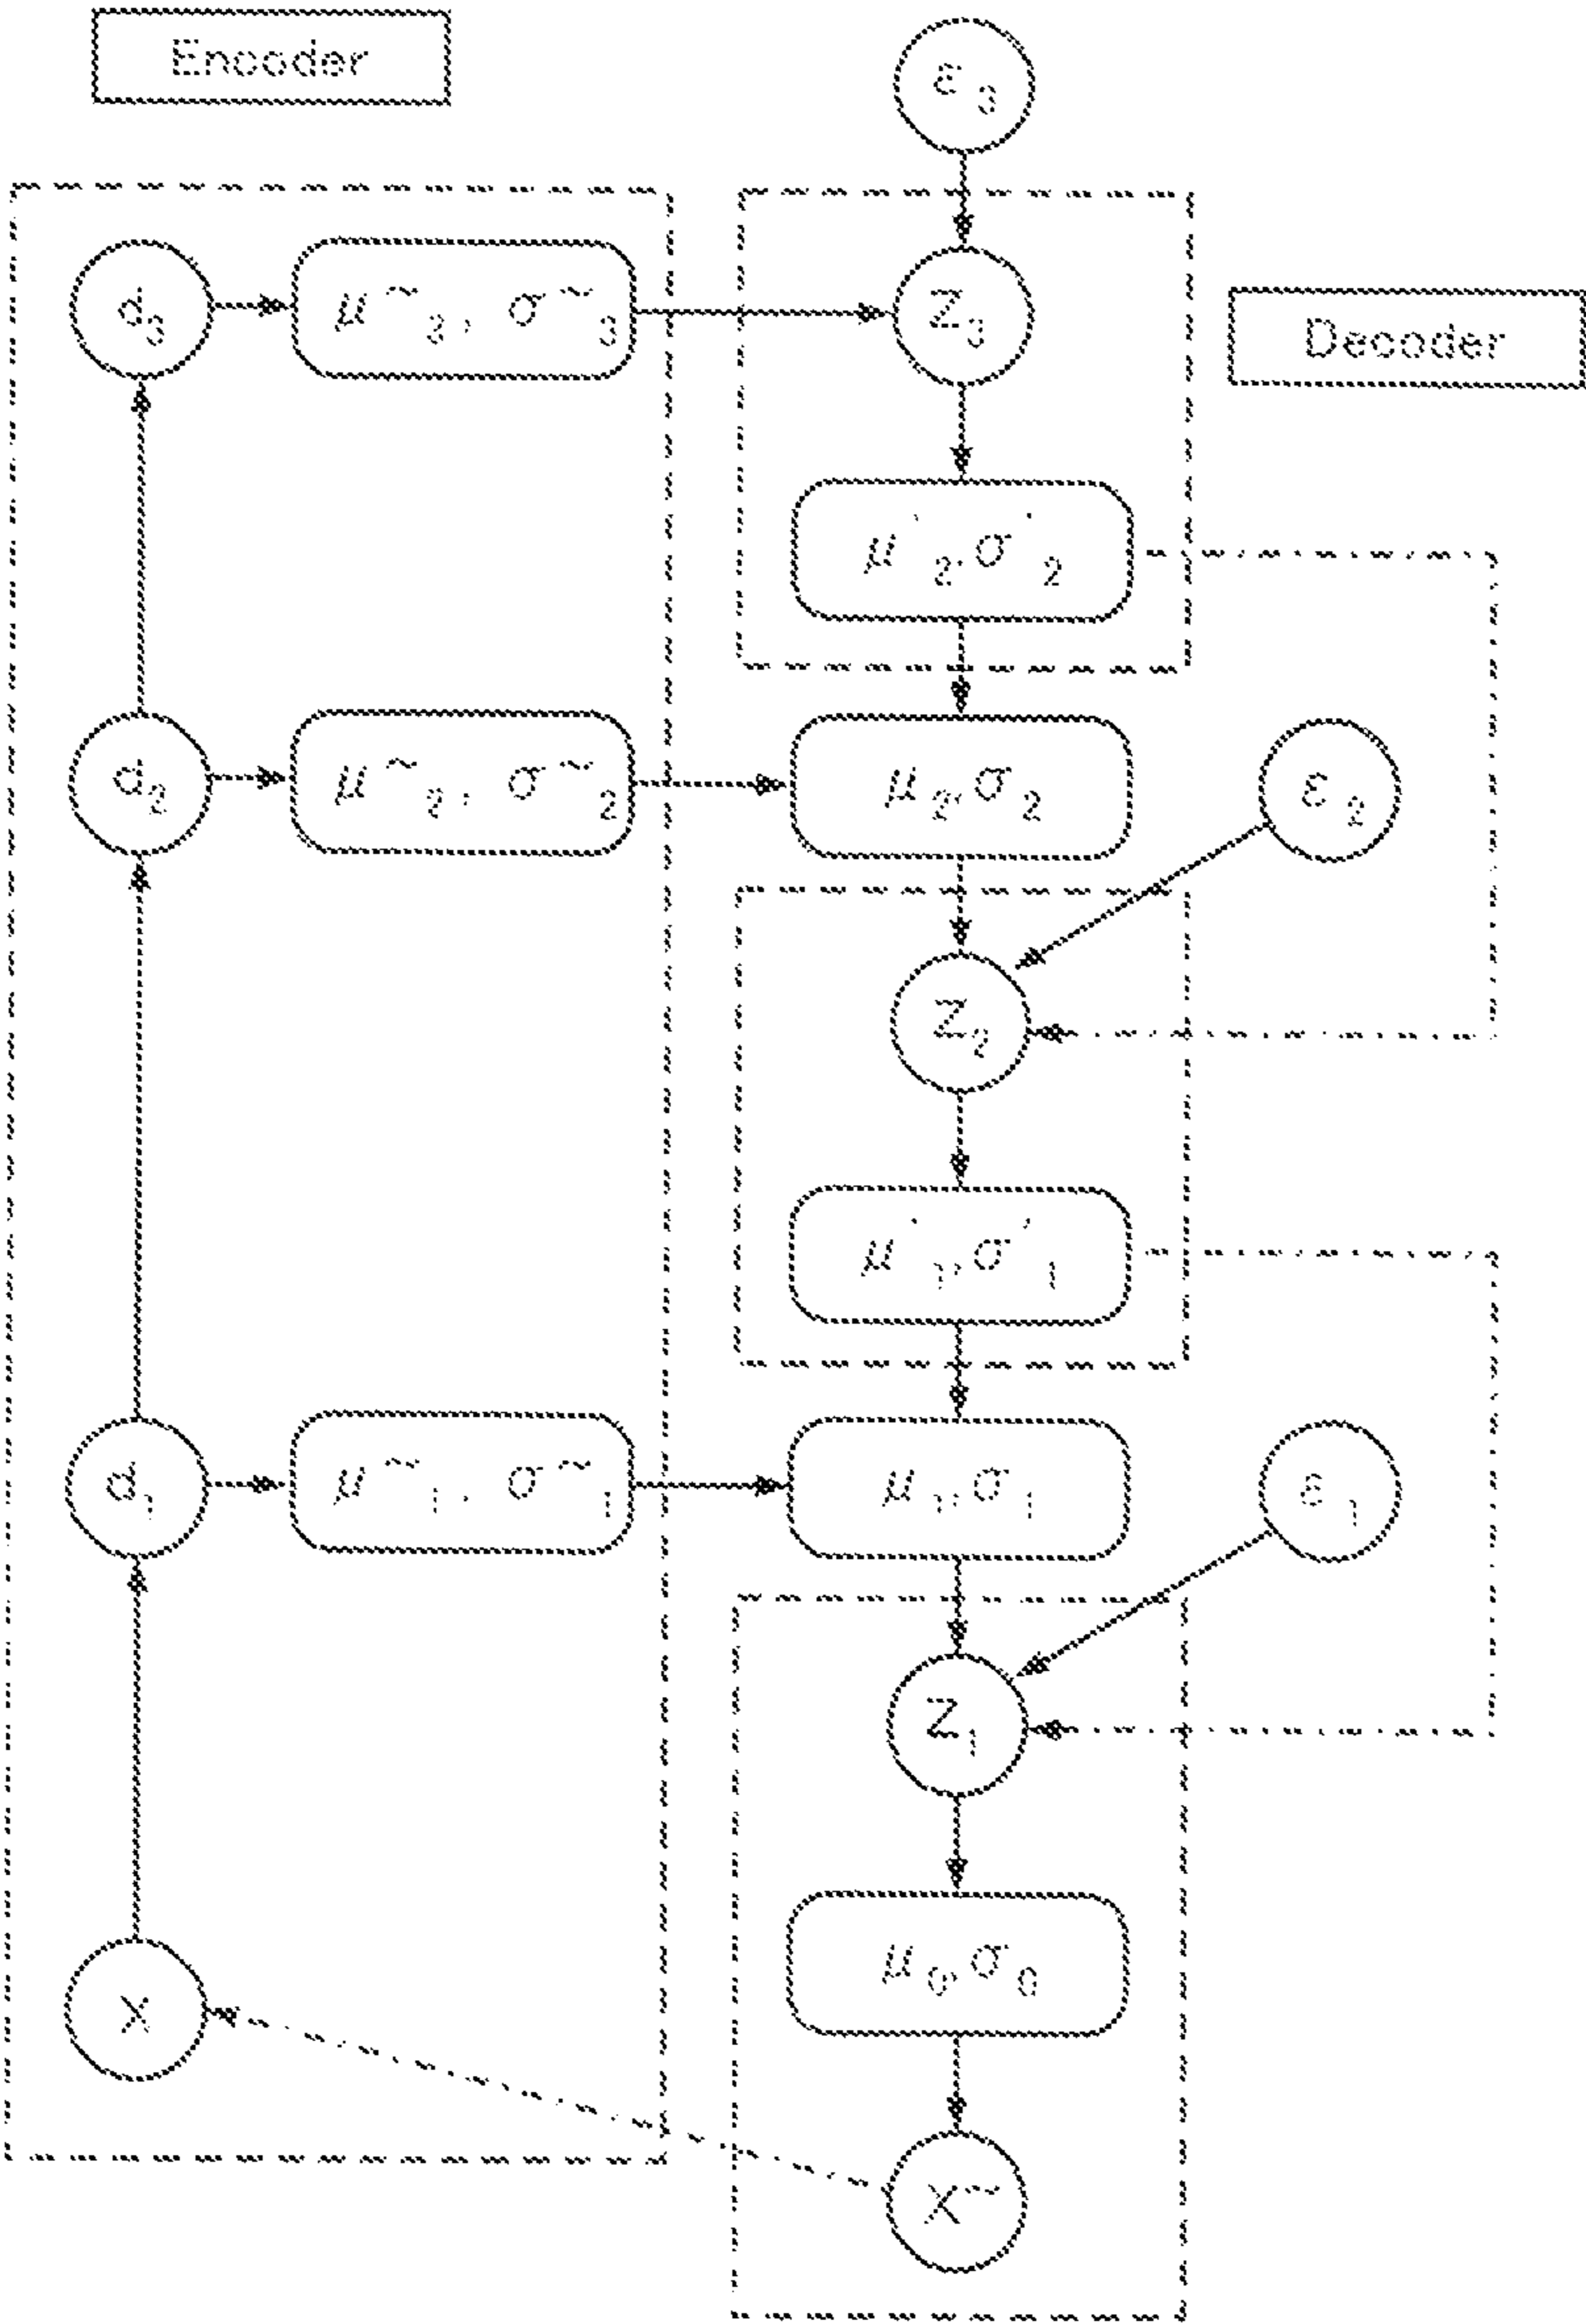 Encoder
ε₃
d₃
μ~₃, σ~₃
Z₃
Decoder
μ'₂,σ'₂
d₂
μ~₂, σ~₂
μ₂,σ₂
ε₂
Z₂
μ'₁,σ'₁
d₁
μ~₁, σ~₁
μ₁,σ₁
ε₁
Z₁
μ₀,σ₀
X
X~